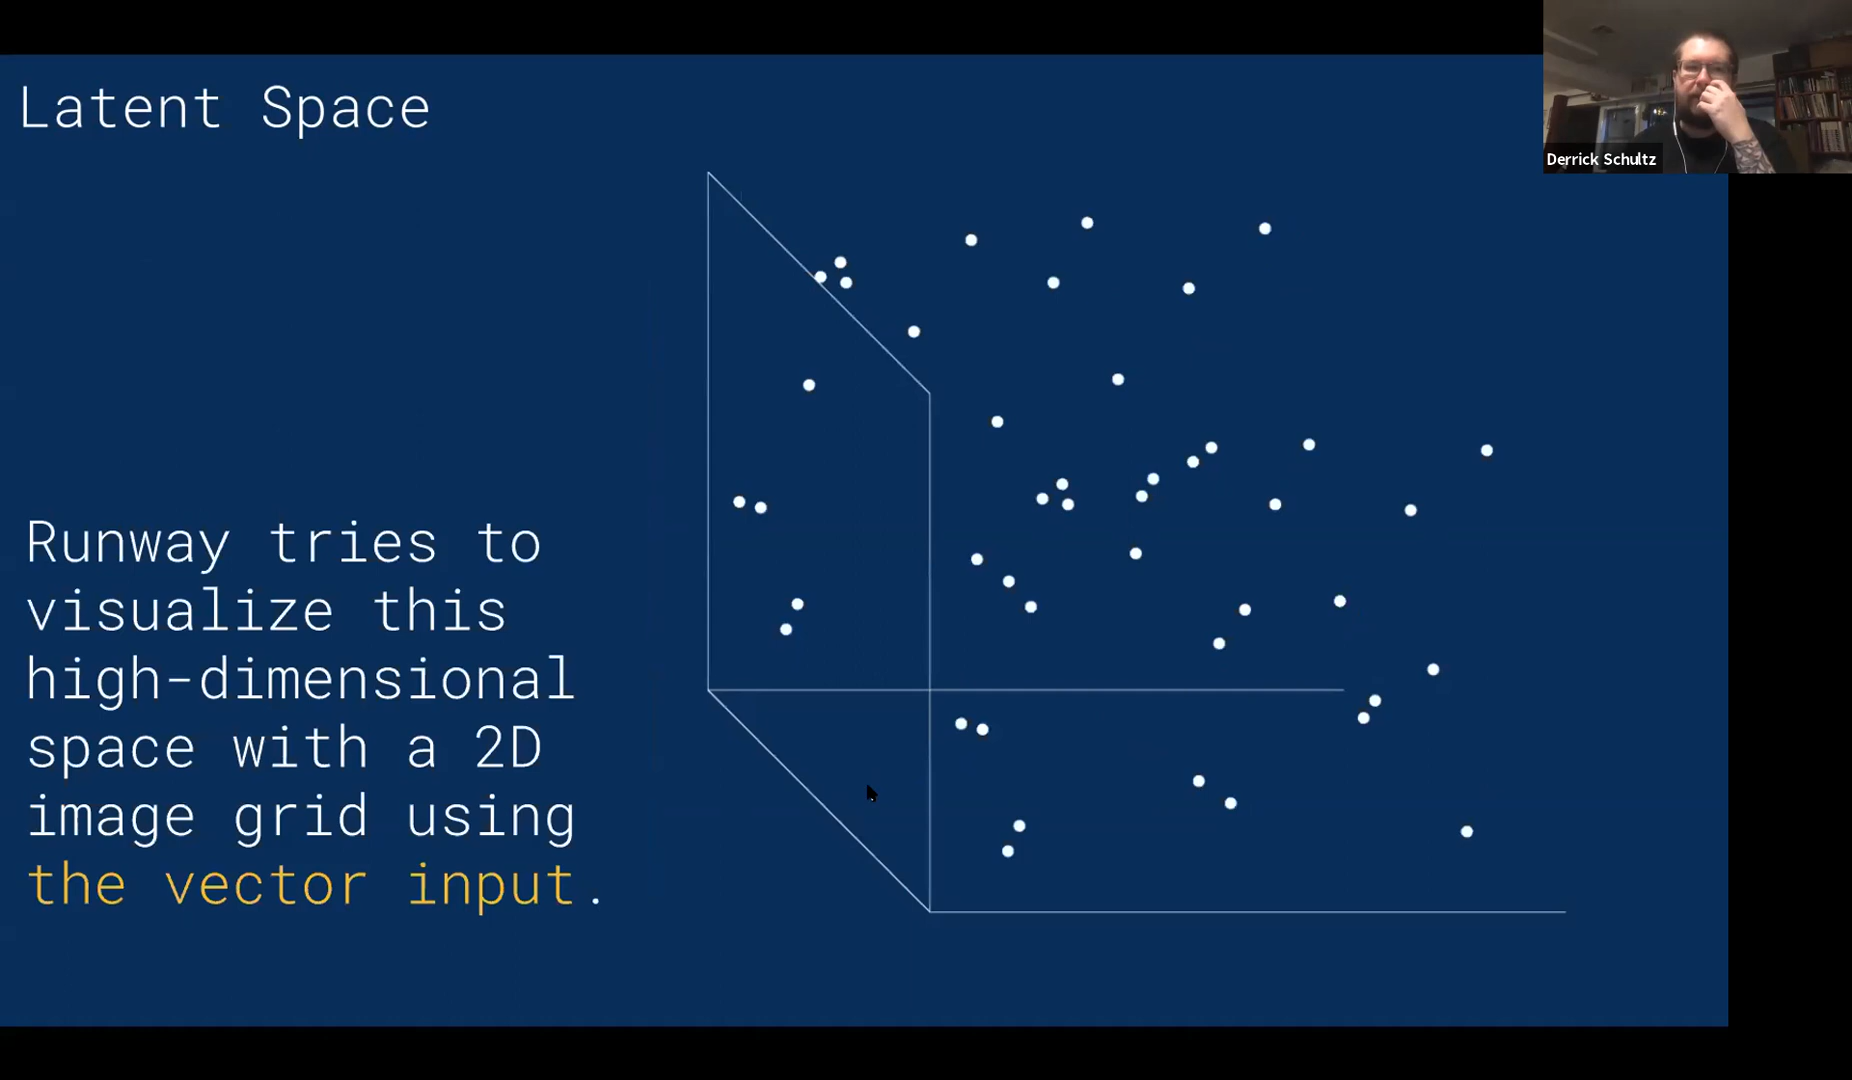 Latent Space
Derrick Schultz
Runway tries to
visualize this
high-dimensional
space with a 2D
image grid using
the vector input.